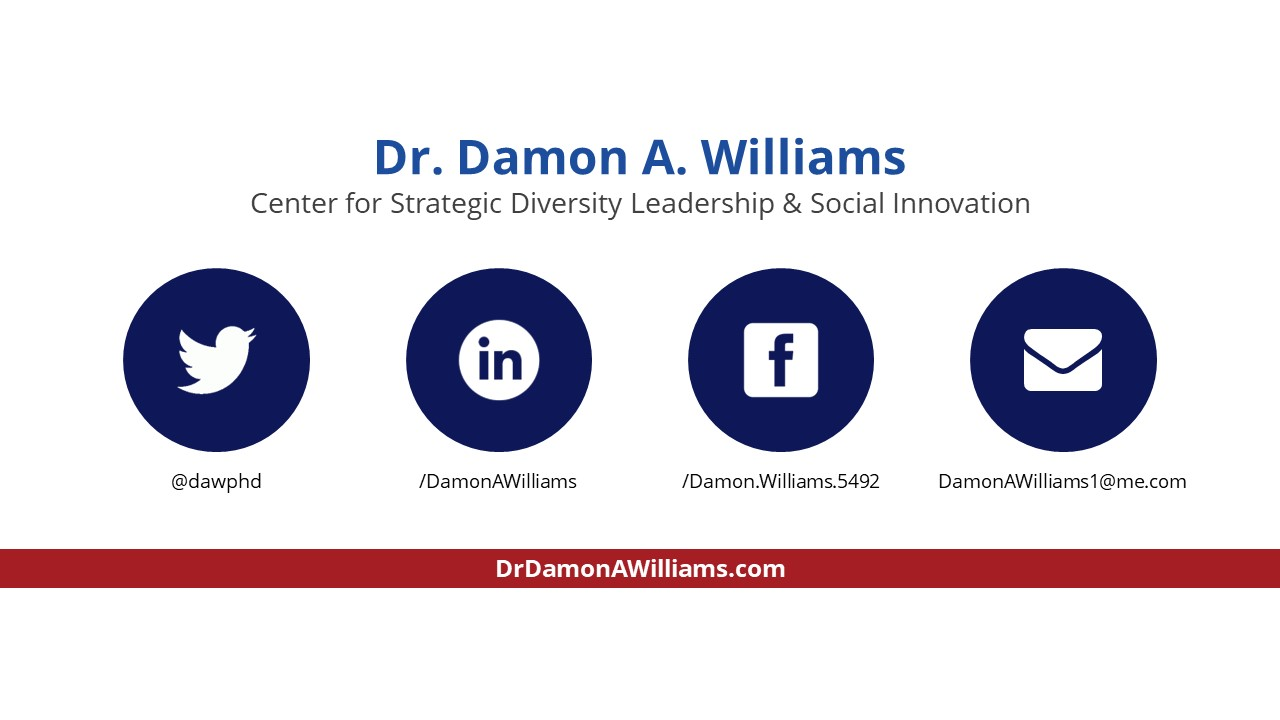 Dr. Damon A. Williams
Center for Strategic Diversity Leadership & Social Innovation
in
f
@dawphd
/DamonAWilliams
/Damon.Williams.5492
DamonAWilliams1@me.com
DrDamonAWilliams.com